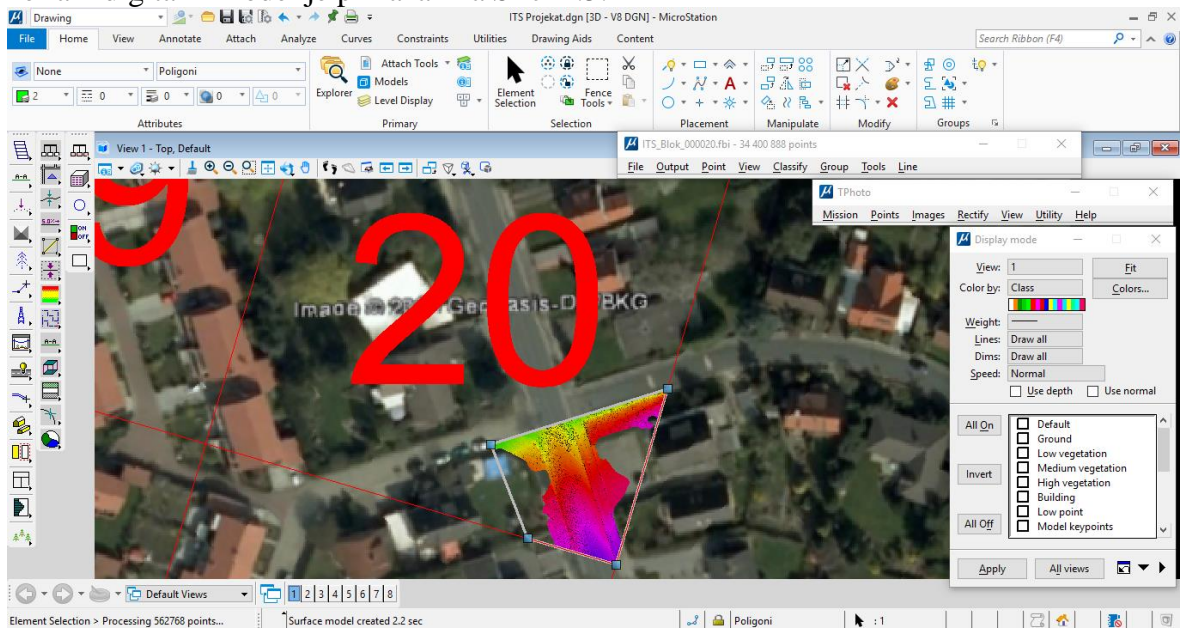 Drawing
ITS Projekat.dgn [3D - V8 DGN] - MicroStation
File Home View Annotate Attach Analyze Curves Constraints Utilities Drawing Aids Content
Search Ribbon (F4)
None Poligoni
2 0 0 0 0
Attributes
Explorer
Attach Tools
Models
Level Display
Primary
Element Selection
Fence Tools
Selection
Placement
Manipulate
Modify
Groups
View 1 - Top, Default
ITS_Blok_000020.fbi - 34 400 888 points
File Output Point View Classify Group Tools Line
TPhoto
Mission Points Images Rectify View Utility Help
Display mode
View: 1 Fit
Color by: Class Colors...
Weight:
Lines: Draw all
Dims: Draw all
Speed: Normal
Use depth Use normal
All On
Invert
All Off
Default
Ground
Low vegetation
Medium vegetation
High vegetation
Building
Low point
Model keypoints
Apply All views
9
20
Default Views 1 2 3 4 5 6 7 8
Element Selection > Processing 562768 points... Surface model created 2.2 sec Poligoni : 1